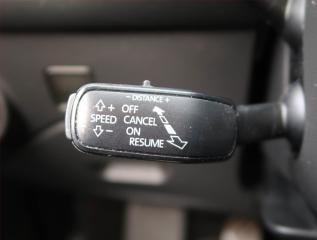 - DISTANCE +
⇧+ OFF
SPEED CANCEL
⇩- ON
RESUME